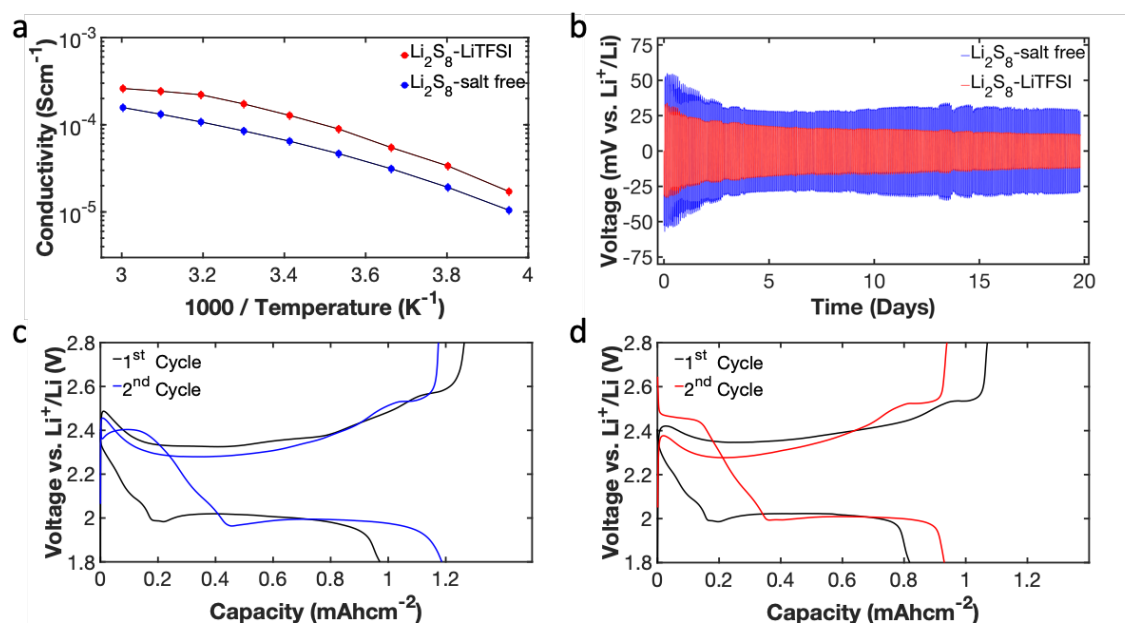 a
10⁻³
10⁻⁴
10⁻⁵
Conductivity (Scm⁻¹)
Li₂S₈-LiTFSI
Li₂S₈-salt free
3 3.2 3.4 3.6 3.8 4
1000 / Temperature (K⁻¹)
b
75
50
25
0
-25
-50
-75
Voltage (mV vs. Li⁺/Li)
Li₂S₈-salt free
Li₂S₈-LiTFSI
0 5 10 15 20
Time (Days)
c
2.8
2.6
2.4
2.2
2
1.8
Voltage vs. Li⁺/Li (V)
1ˢᵗ Cycle
2ⁿᵈ Cycle
0 0.2 0.4 0.6 0.8 1 1.2
Capacity (mAhcm⁻²)
d
2.8
2.6
2.4
2.2
2
1.8
Voltage vs. Li⁺/Li (V)
1ˢᵗ Cycle
2ⁿᵈ Cycle
0 0.2 0.4 0.6 0.8 1 1.2
Capacity (mAhcm⁻²)